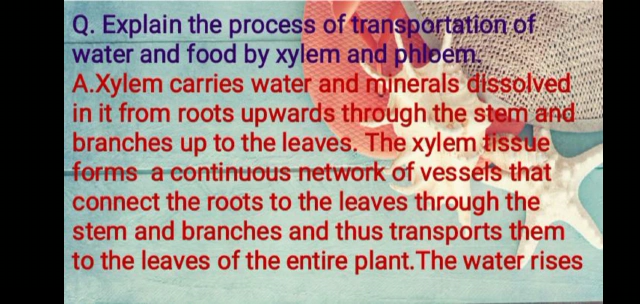 Q. Explain the process of transportation of
water and food by xylem and phloem.
A.Xylem carries water and minerals dissolved
in it from roots upwards through the stem and
branches up to the leaves. The xylem tissue
forms a continuous network of vessels that
connect the roots to the leaves through the
stem and branches and thus transports them
to the leaves of the entire plant.The water rises